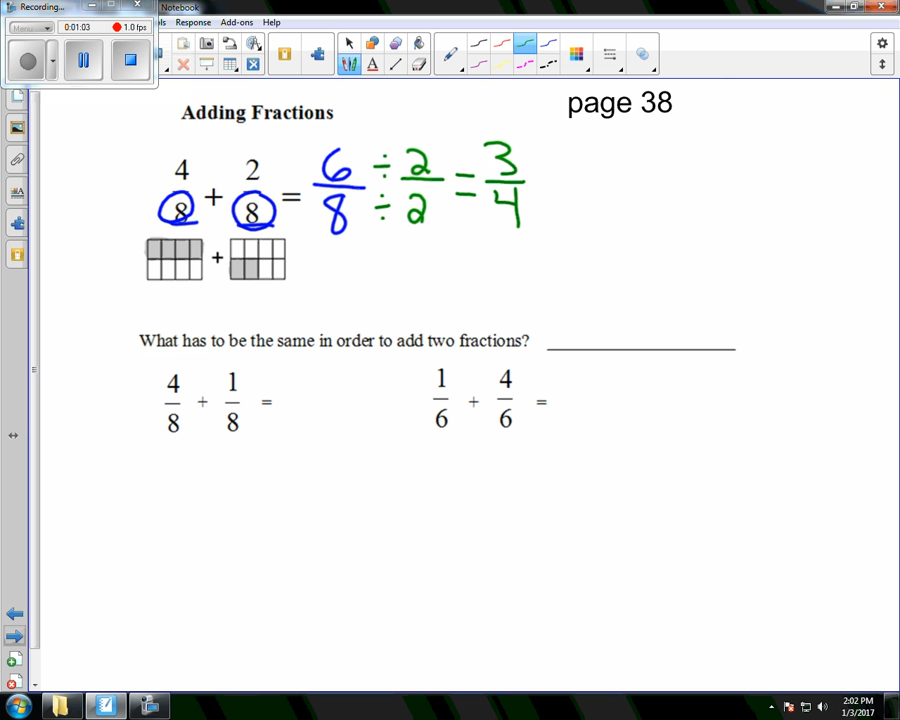 Recording...
Notebook
Menu
0:01:03
1.0 fps
Response Add-ons Help
page 38
Adding Fractions
4/8 + 2/8 = 6/8 ÷ 2/÷ 2 = 3/4
+
What has to be the same in order to add two fractions? ____________________
4/8 + 1/8 =
1/6 + 4/6 =
2:02 PM
1/3/2017